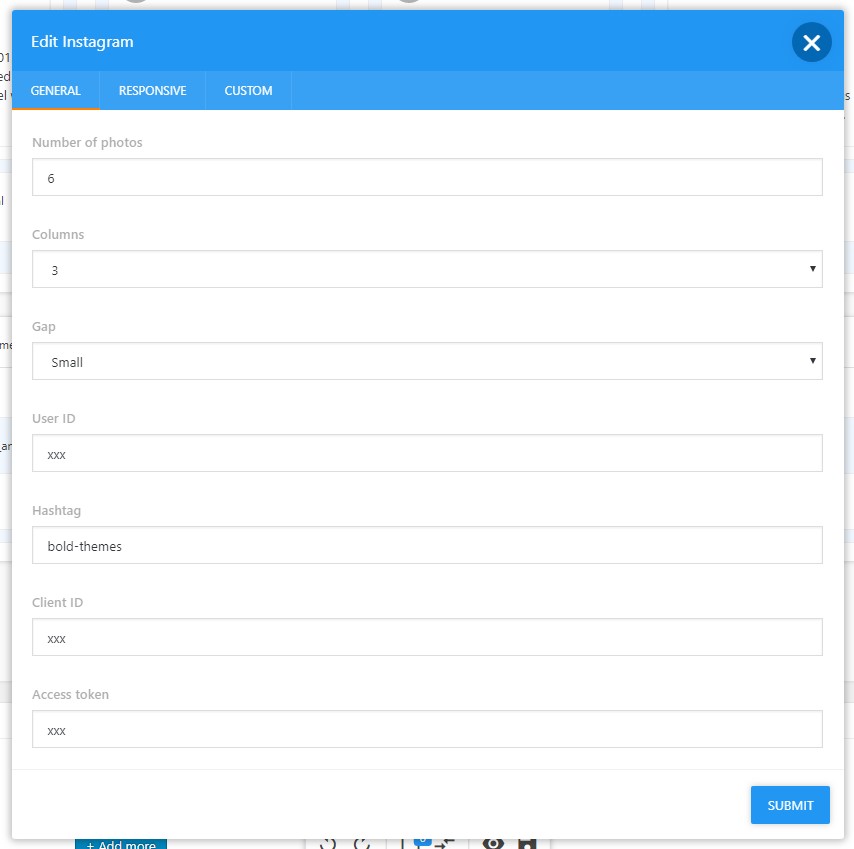 Edit Instagram
GENERAL RESPONSIVE CUSTOM
Number of photos
6
Columns
3
Gap
Small
User ID
xxx
Hashtag
bold-themes
Client ID
xxx
Access token
xxx
SUBMIT
+ Add more